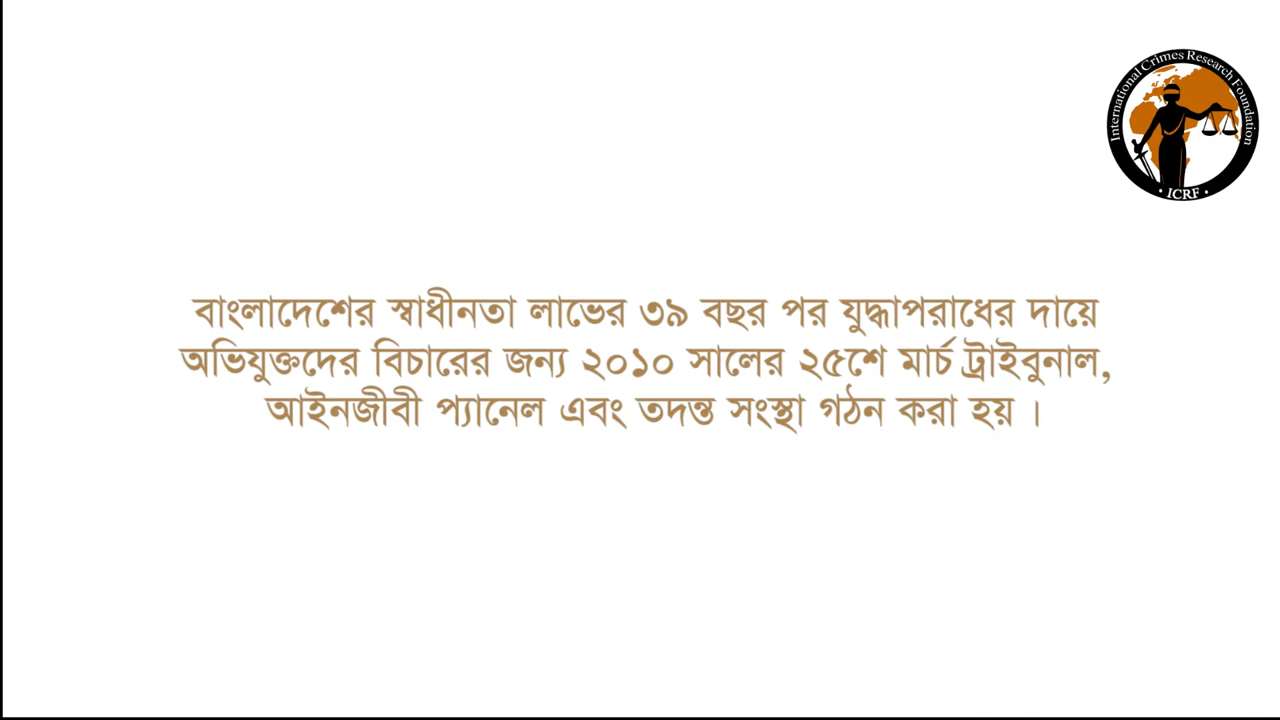 International Crimes Research Foundation
• ICRF •
বাংলাদেশের স্বাধীনতা লাভের ৩৯ বছর পর যুদ্ধাপরাধের দায়ে
অভিযুক্তদের বিচারের জন্য ২০১০ সালের ২৫শে মার্চ ট্রাইবুনাল,
আইনজীবী প্যানেল এবং তদন্ত সংস্থা গঠন করা হয় ।